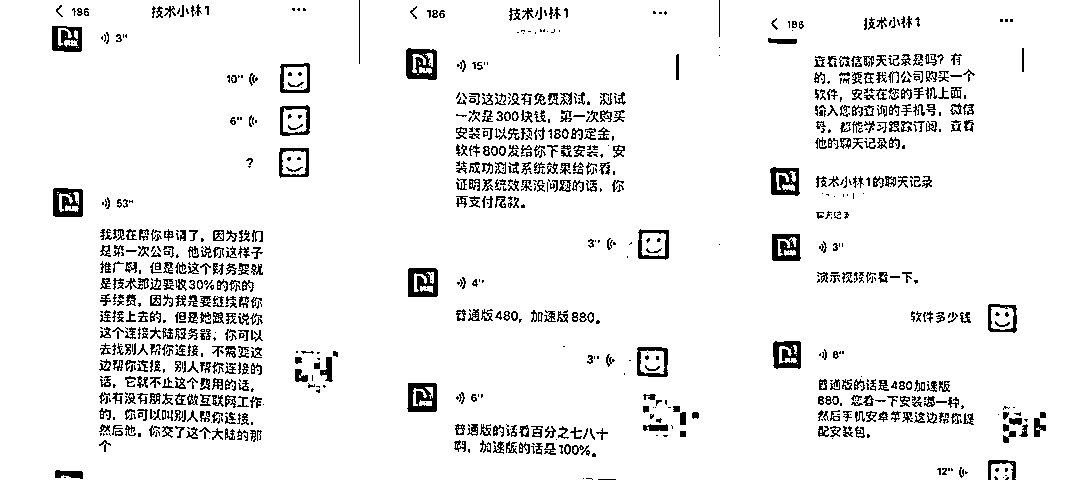 186
技术小林1
3"
10"
6"
?
53"
我现在帮你申请了，因为我们
是第一次公司，他说你这样子
推广啊，但是他这个财务要就
是技术那边要收30%的你的
手续费，因为我是要继续帮你
连接上去的，但是她跟我说你
这个连接大陆服务器，你可以
去找别人帮你连接，不需要这
边帮你连接，别人帮你连接的
话，它就不止这个费用的话，
你有没有朋友在做互联网工作
的，你可以叫别人帮你连接，
然后他，你交了这个大陆的那
个
186
技术小林1
15"
公司这边没有免费测试，测试
一次是300块钱，第一次购买
安装可以先预付180的定金，
软件800发给你下载安装，安
装成功测试系统效果给你看，
证明系统效果没问题的话，你
再支付尾款。
3"
4"
普通版480，加速版880。
3"
6"
普通版的话看百分之七八十
啊，加速版的话是100%。
186
技术小林1
查看微信聊天记录是吗？有
的，需要在我们公司购买一个
软件，安装在您的手机上面，
输入您的查询的手机号，微信
号，都能学习跟踪订阅，查看
他的聊天记录的。
技术小林1的聊天记录
聊天记录
3"
演示视频你看一下。
软件多少钱
8"
普通版的话是480加速版
880，您看一下安装哪一种，
然后手机安卓苹果这边帮你提
配安装包。
12"